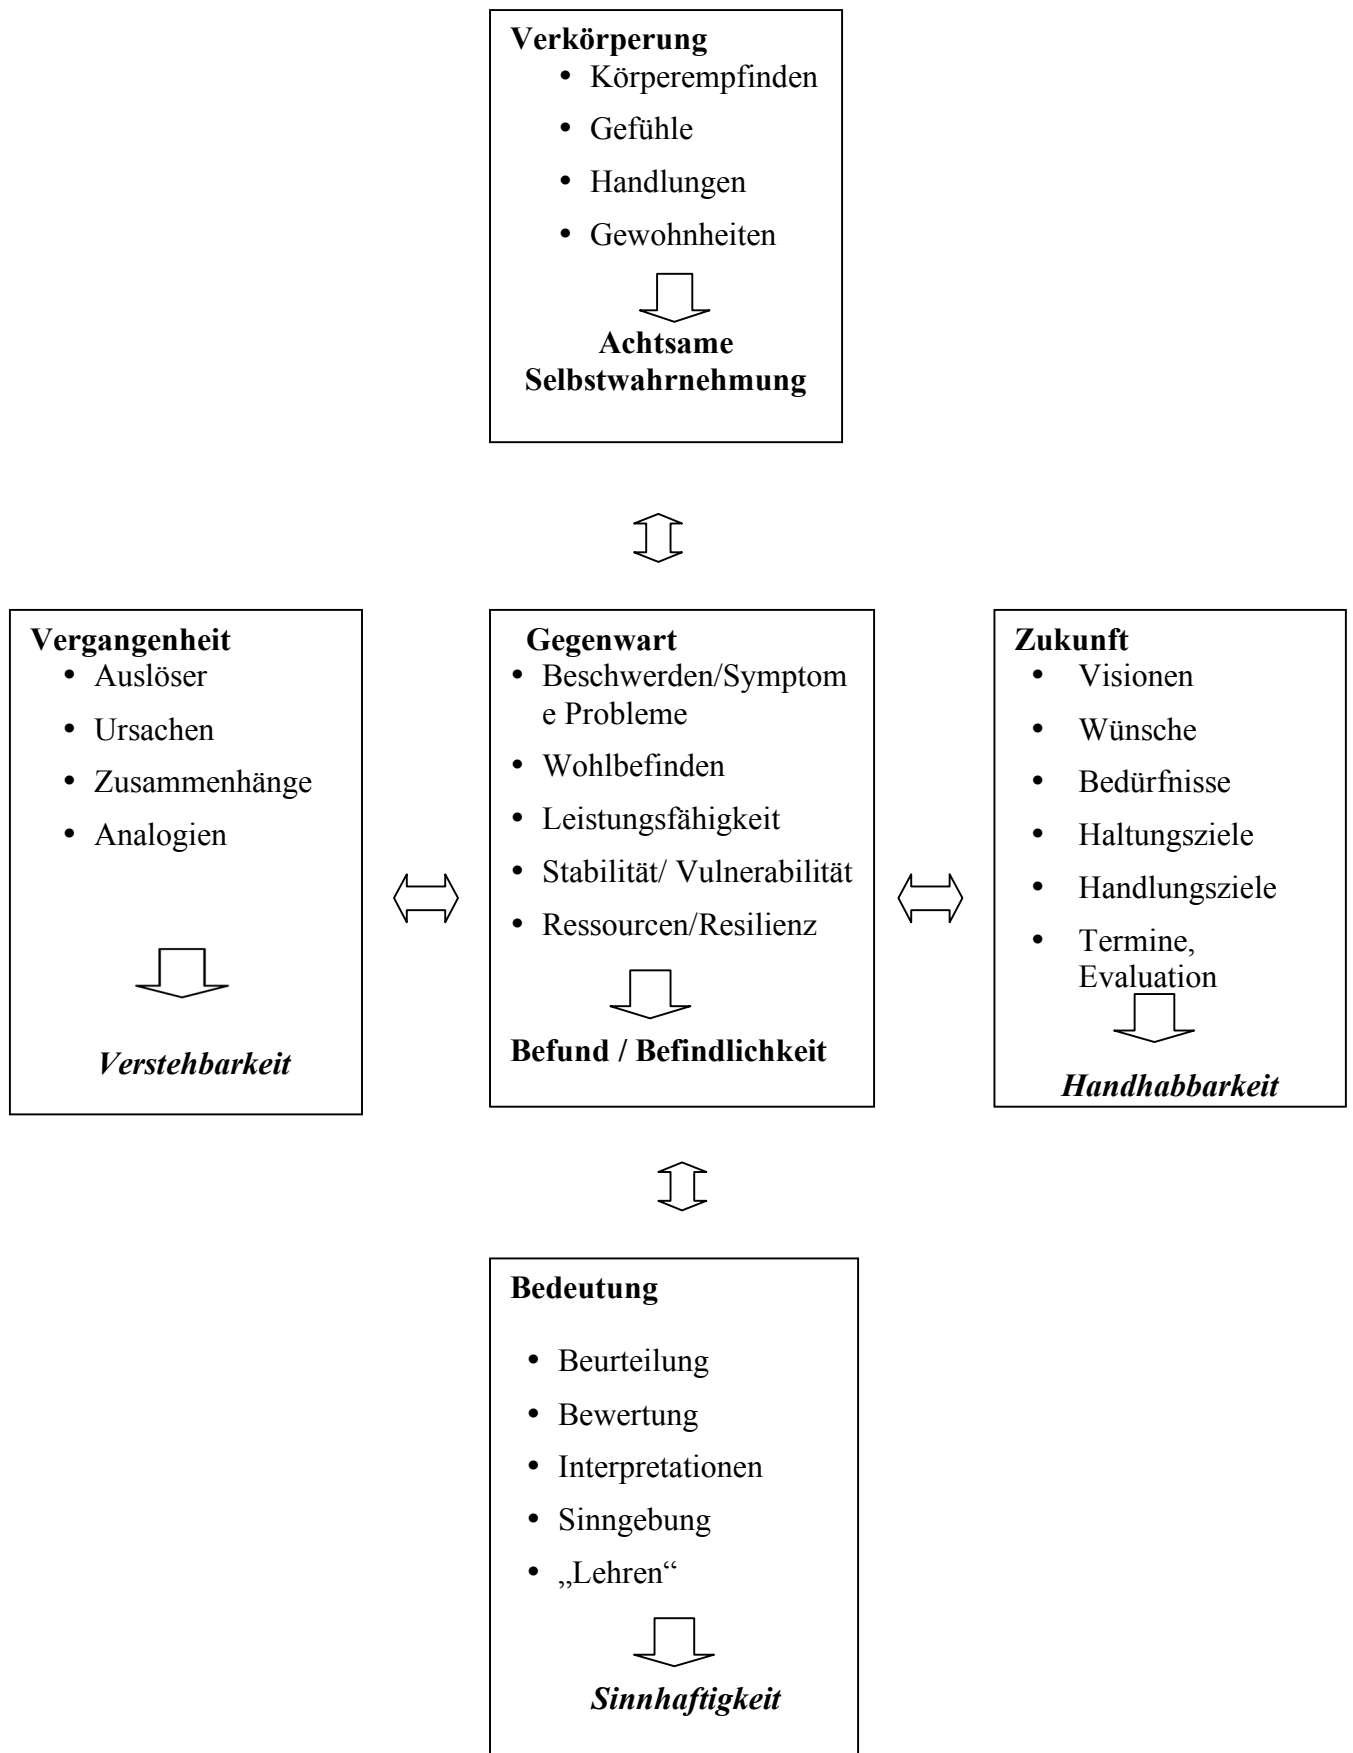 Verkörperung
• Körperempfinden
• Gefühle
• Handlungen
• Gewohnheiten
Achtsame
Selbstwahrnehmung
Vergangenheit
• Auslöser
• Ursachen
• Zusammenhänge
• Analogien
Verstehbarkeit
Gegenwart
• Beschwerden/Symptom
e Probleme
• Wohlbefinden
• Leistungsfähigkeit
• Stabilität/ Vulnerabilität
• Ressourcen/Resilienz
Befund / Befindlichkeit
Zukunft
• Visionen
• Wünsche
• Bedürfnisse
• Haltungsziele
• Handlungsziele
• Termine,
Evaluation
Handhabbarkeit
Bedeutung
• Beurteilung
• Bewertung
• Interpretationen
• Sinngebung
• „Lehren“
Sinnhaftigkeit